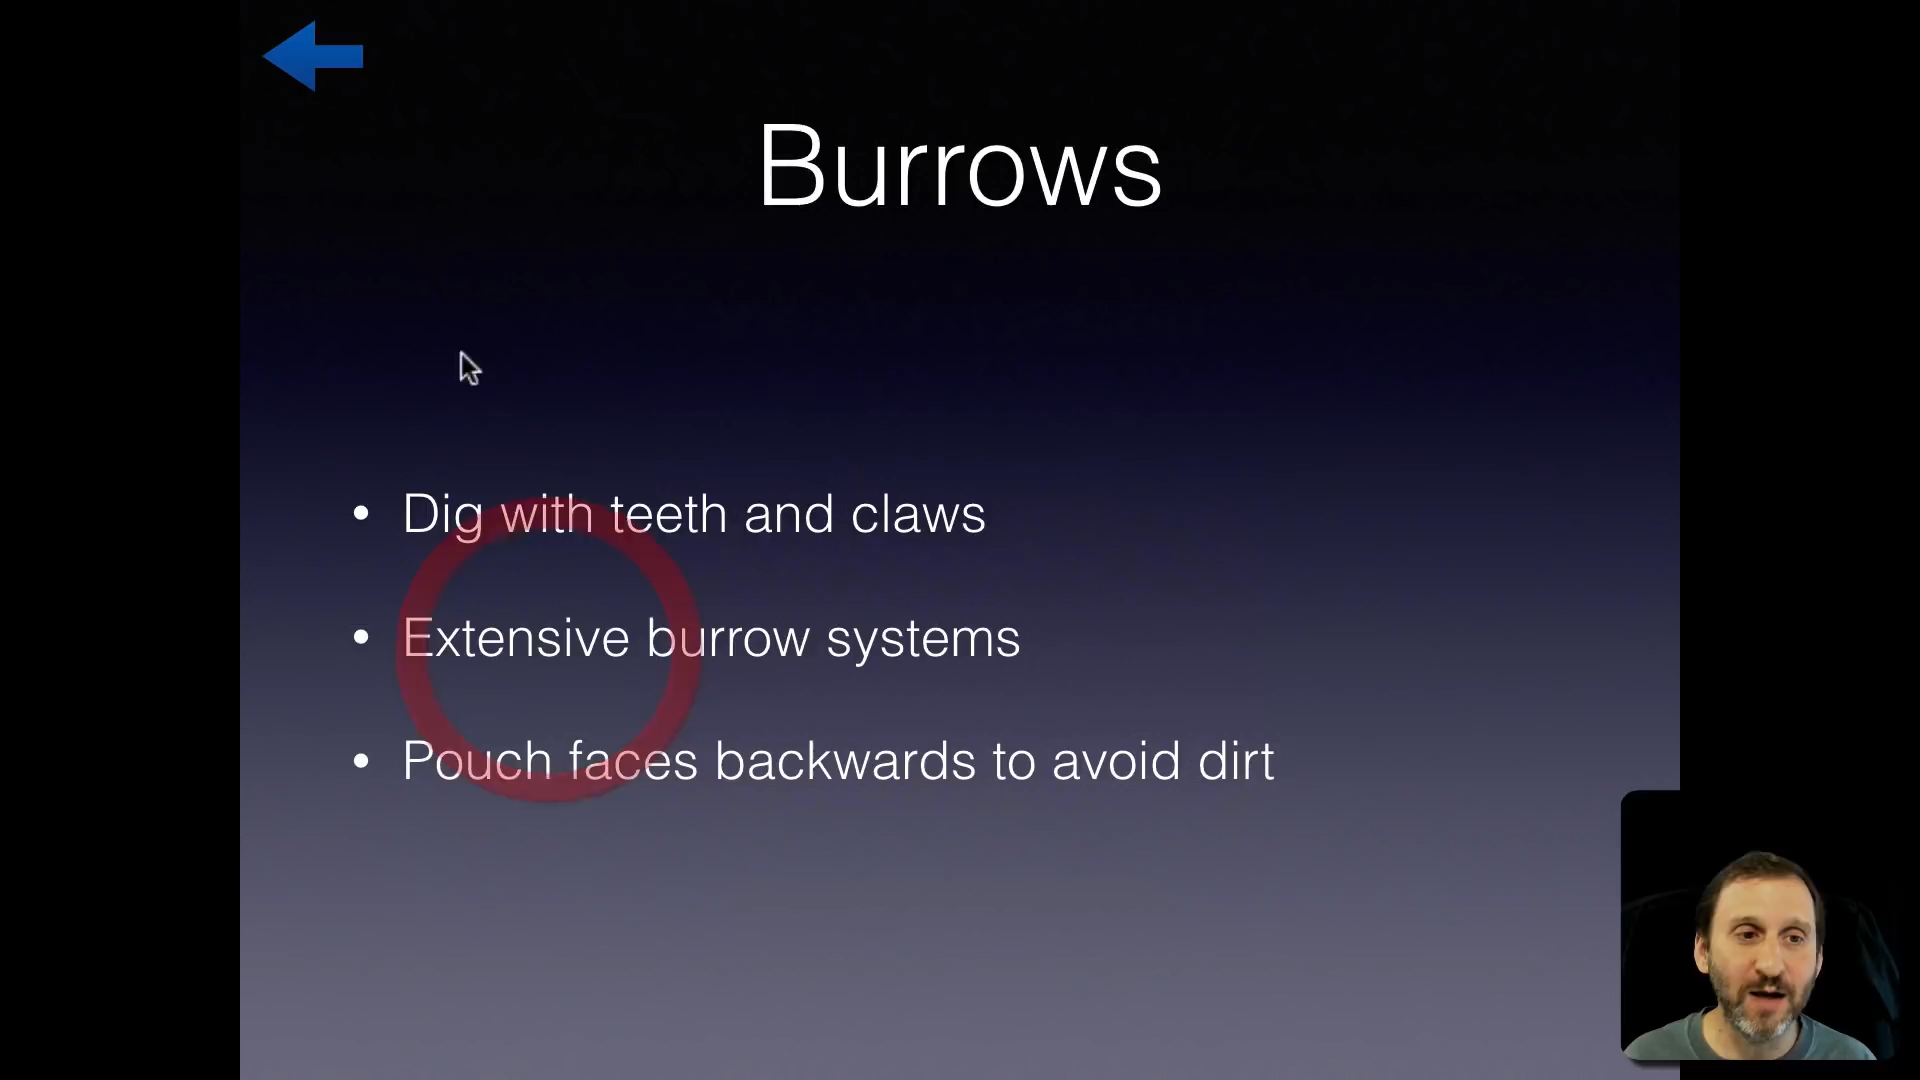 Burrows
• Dig with teeth and claws
• Extensive burrow systems
• Pouch faces backwards to avoid dirt